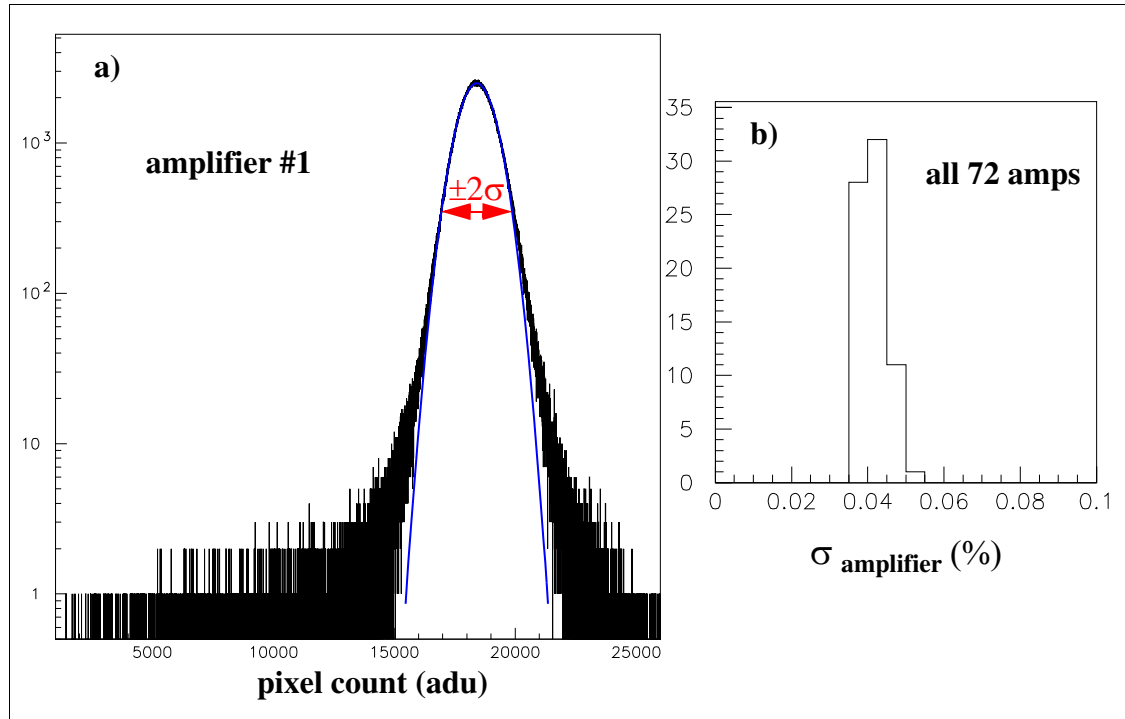 a)
amplifier #1
±2σ
10³
10²
10
1
5000 10000 15000 20000 25000
pixel count (adu)
b)
all 72 amps
35
30
25
20
15
10
5
0
0 0.02 0.04 0.06 0.08 0.1
σ amplifier (%)